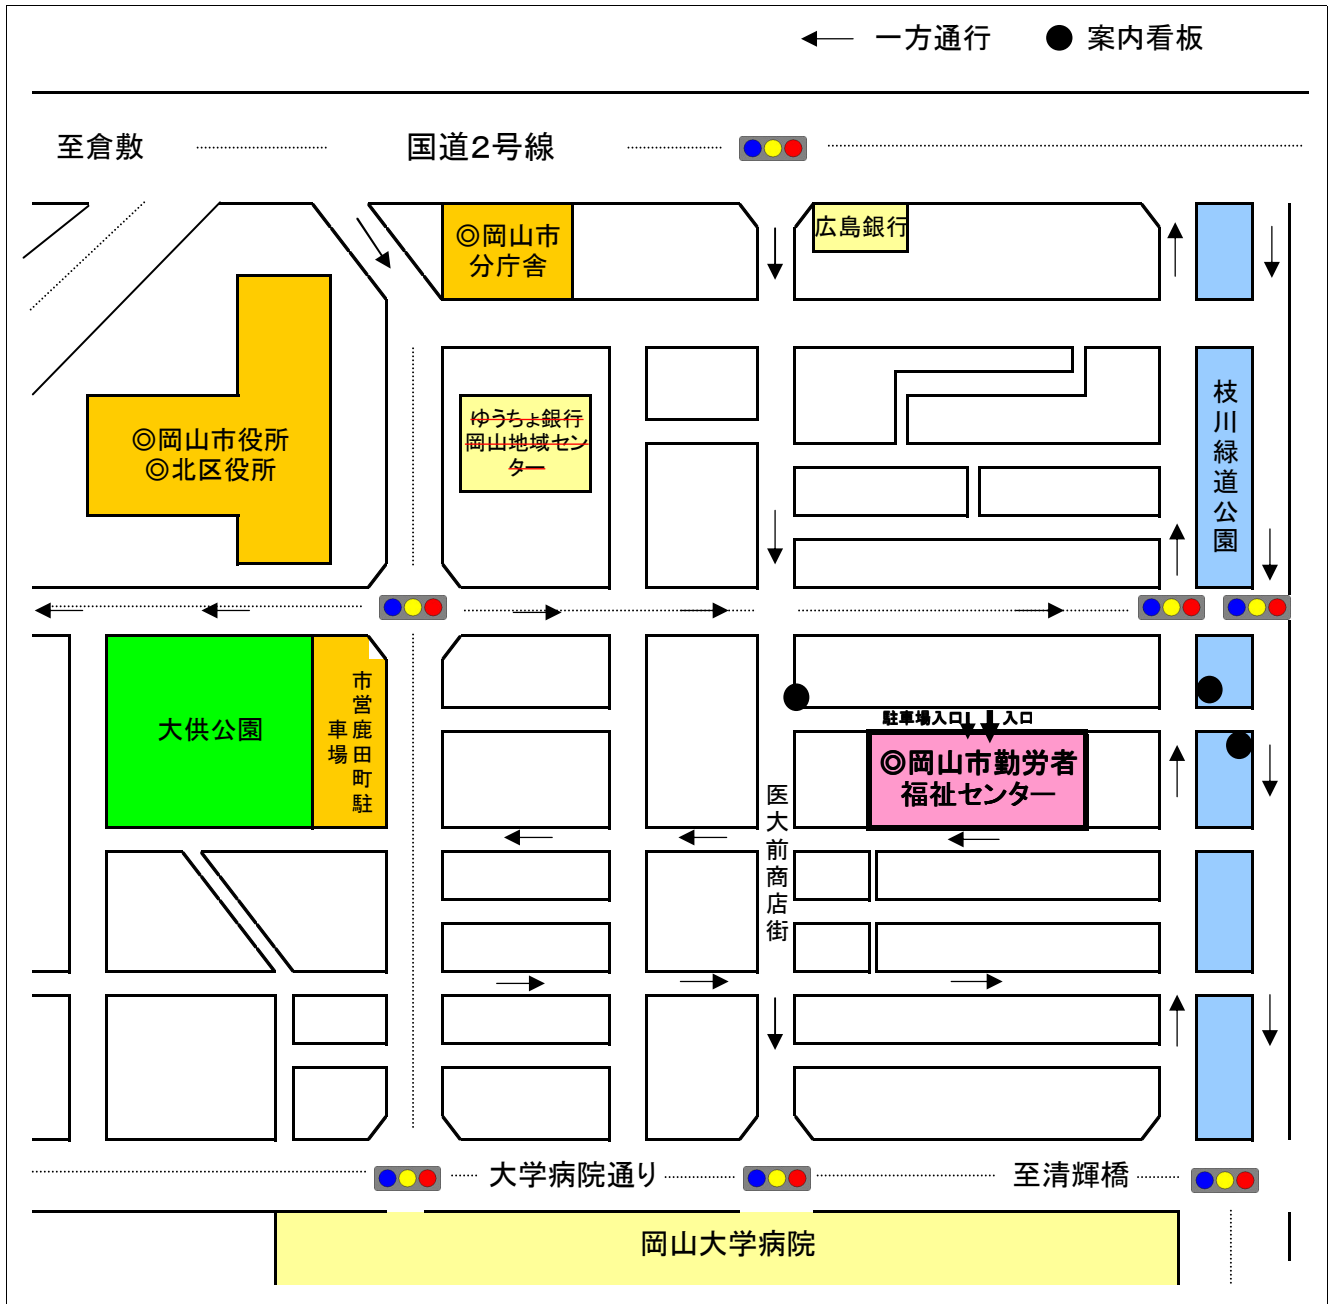 一方通行
案内看板
至倉敷
国道2号線
◎岡山市
分庁舎
広島銀行
ゆうちょ銀行
岡山地域セン
ター
枝川緑道公園
◎岡山市役所
◎北区役所
大供公園
市営鹿田町駐
車場
駐車場入口
入口
◎岡山市勤労者
福祉センター
医大前商店街
大学病院通り
至清輝橋
岡山大学病院